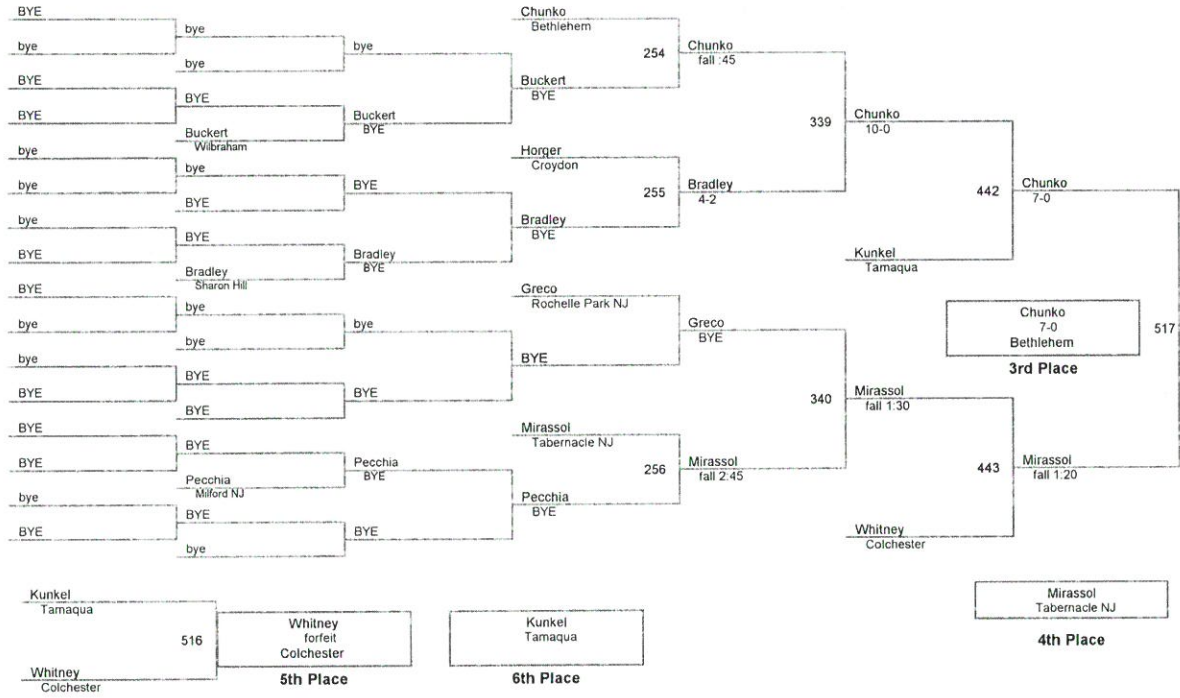 BYE
bye
BYE
BYE
bye
bye
bye
BYE
BYE
bye
bye
BYE
BYE
BYE
bye
BYE
bye
bye
BYE
Buckert
Wilbraham
bye
BYE
BYE
Bradley
Sharon Hill
bye
bye
BYE
BYE
BYE
Pecchia
Milford NJ
BYE
bye
bye
Buckert
BYE
BYE
Bradley
BYE
bye
BYE
Pecchia
BYE
BYE
Chunko
Bethlehem
254
Buckert
BYE
Horger
Croydon
255
Bradley
BYE
Greco
Rochelle Park NJ
BYE
Mirassol
Tabernacle NJ
256
Pecchia
BYE
Chunko
fall :45
339
Bradley
4-2
Greco
BYE
340
Mirassol
fall 2:45
Chunko
10-0
442
Kunkel
Tamaqua
Mirassol
fall 1:30
443
Whitney
Colchester
Chunko
7-0
517
Mirassol
fall 1:20
Chunko
7-0
Bethlehem
3rd Place
Mirassol
Tabernacle NJ
4th Place
Kunkel
Tamaqua
516
Whitney
Colchester
Whitney
forfeit
Colchester
5th Place
Kunkel
Tamaqua
6th Place